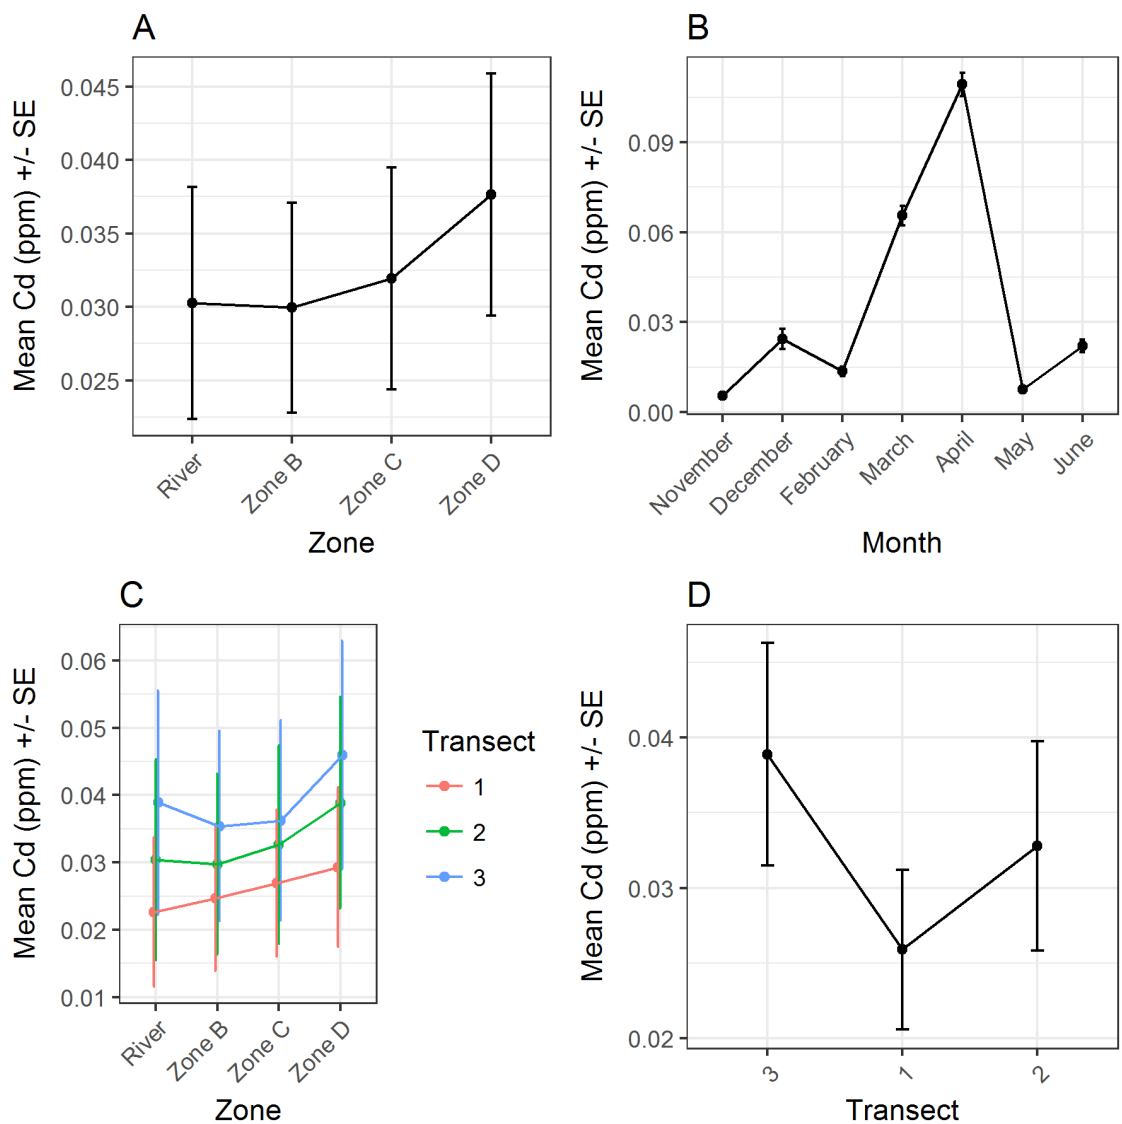 A
Mean Cd (ppm) +/- SE
0.045
0.040
0.035
0.030
0.025
River
Zone B
Zone C
Zone D
Zone
B
Mean Cd (ppm) +/- SE
0.09
0.06
0.03
0.00
November
December
February
March
April
May
June
Month
C
Mean Cd (ppm) +/- SE
0.06
0.05
0.04
0.03
0.02
0.01
River
Zone B
Zone C
Zone D
Zone
Transect
1
2
3
D
Mean Cd (ppm) +/- SE
0.04
0.03
0.02
3
1
2
Transect